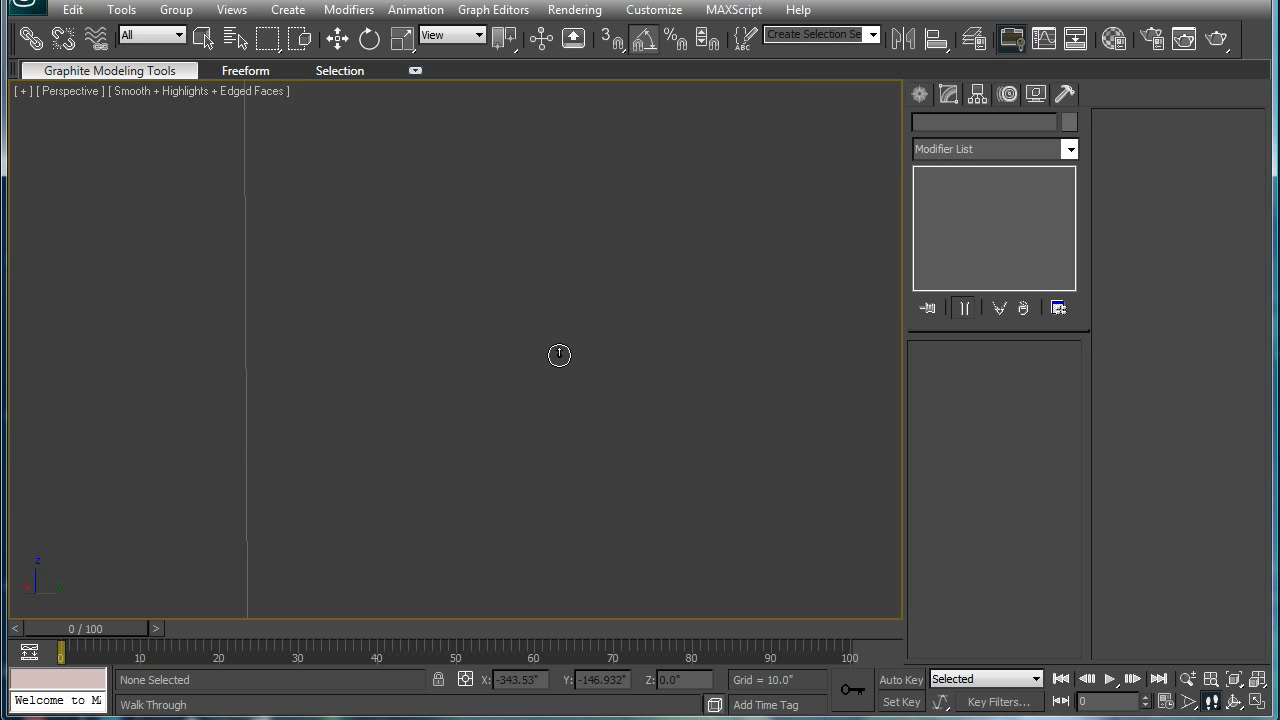 Edit Tools Group Views Create Modifiers Animation Graph Editors Rendering Customize MAXScript Help
All View 3 % ABC Create Selection Se
Graphite Modeling Tools Freeform Selection
[ + ] [ Perspective ] [ Smooth + Highlights + Edged Faces ]
Modifier List
z
x y
< 0 / 100 >
0 10 20 30 40 50 60 70 80 90 100
None Selected X: -343.53" Y: -146.932" Z: 0.0" Grid = 10.0" Auto Key Selected
Welcome to M Walk Through Add Time Tag Set Key Key Filters... 0